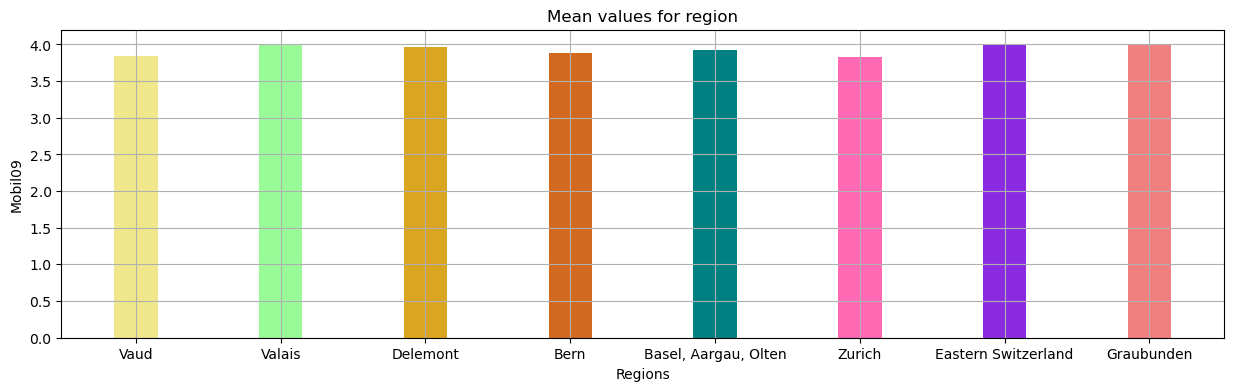 Mean values for region
Mobil09
4.0
3.5
3.0
2.5
2.0
1.5
1.0
0.5
0.0
Vaud Valais Delemont Bern Basel, Aargau, Olten Zurich Eastern Switzerland Graubunden
Regions